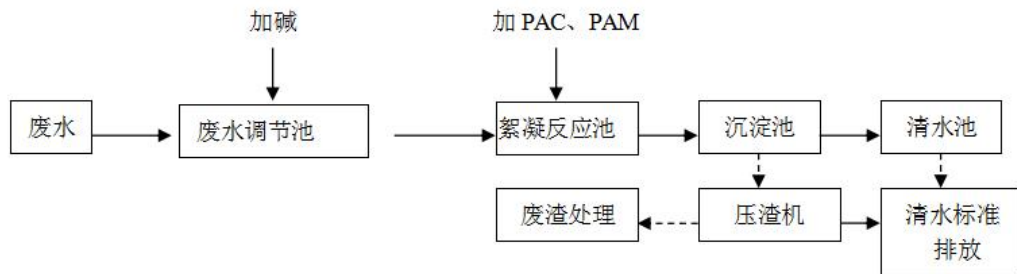 加碱
加 PAC、PAM
废水
废水调节池
絮凝反应池
沉淀池
清水池
废渣处理
压渣机
清水标准
排放